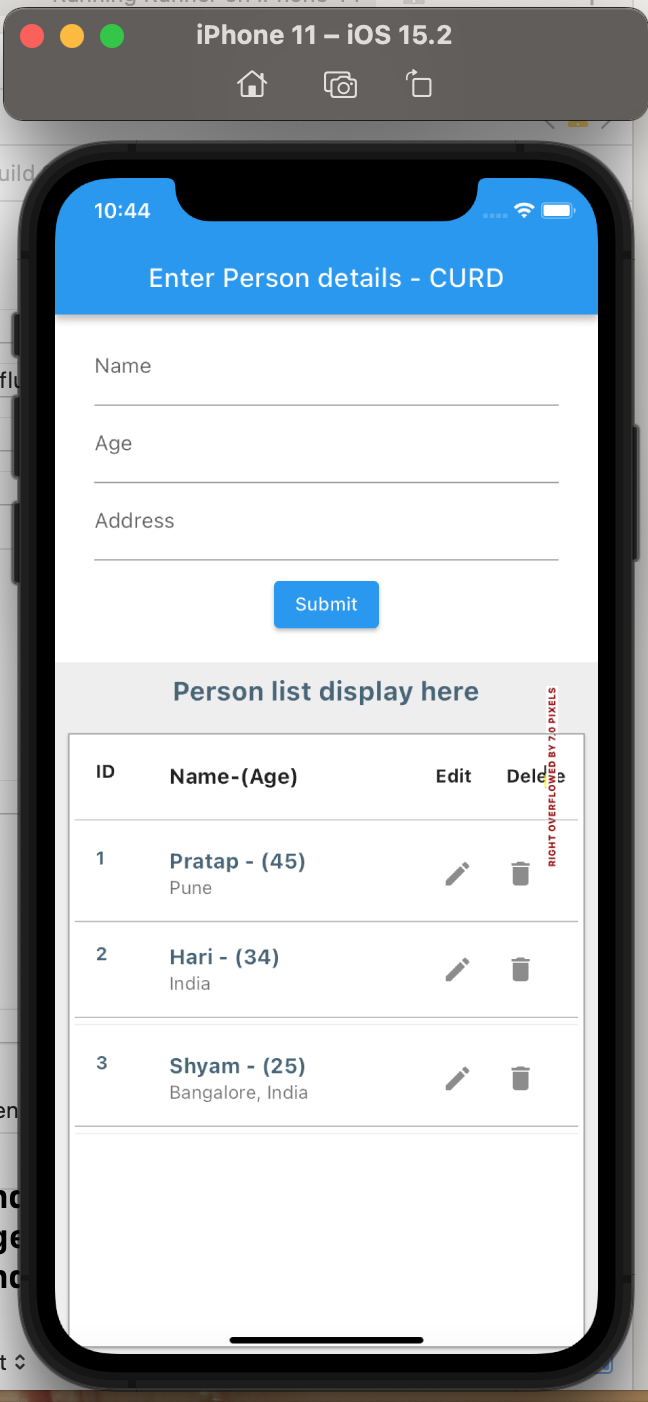 iPhone 11 – iOS 15.2
uild
10:44
Enter Person details - CURD
Name
Age
Address
Submit
Person list display here
RIGHT OVERFLOWED BY 7.0 PIXELS
ID Name-(Age) Edit Delete
1 Pratap - (45)
Pune
2 Hari - (34)
India
3 Shyam - (25)
Bangalore, India